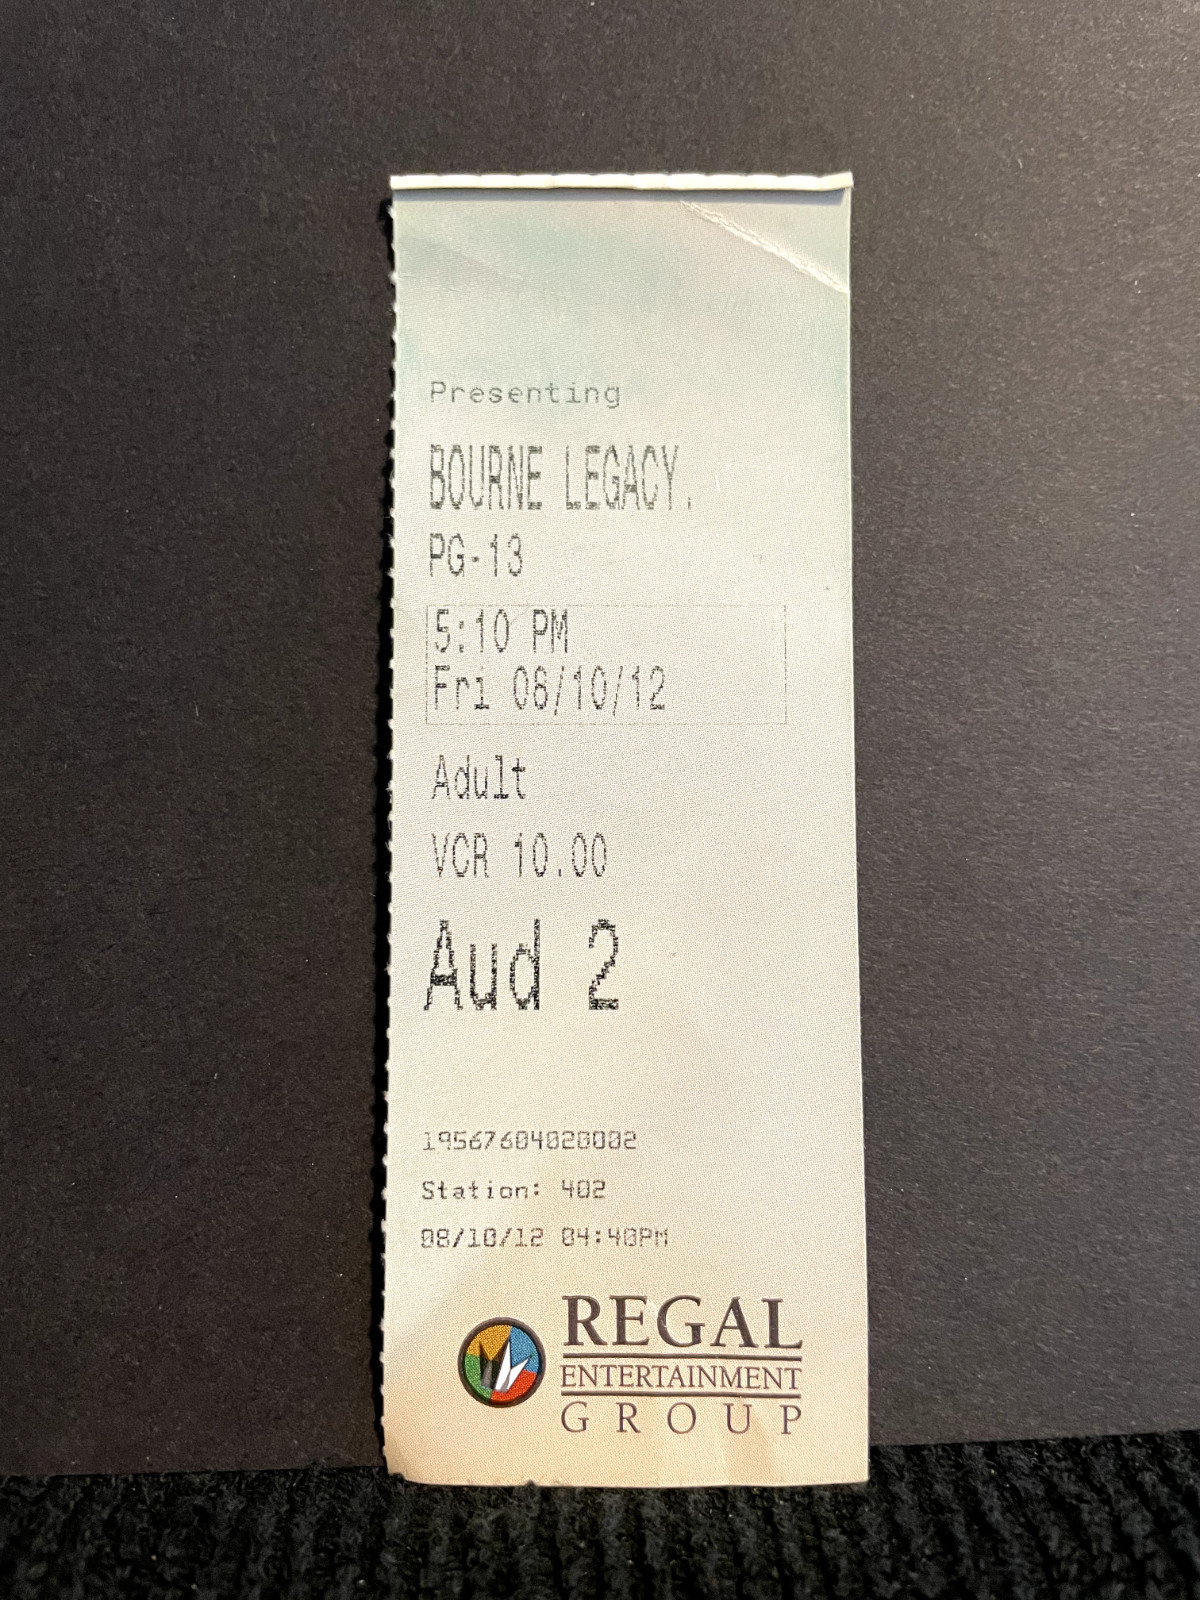 Presenting
BOURNE LEGACY.
PG-13
5:10 PM
Fri 08/10/12
Adult
VCR 10.00
Aud 2
19567604020002
Station: 402
08/10/12 04:40PM
REGAL
ENTERTAINMENT
GROUP